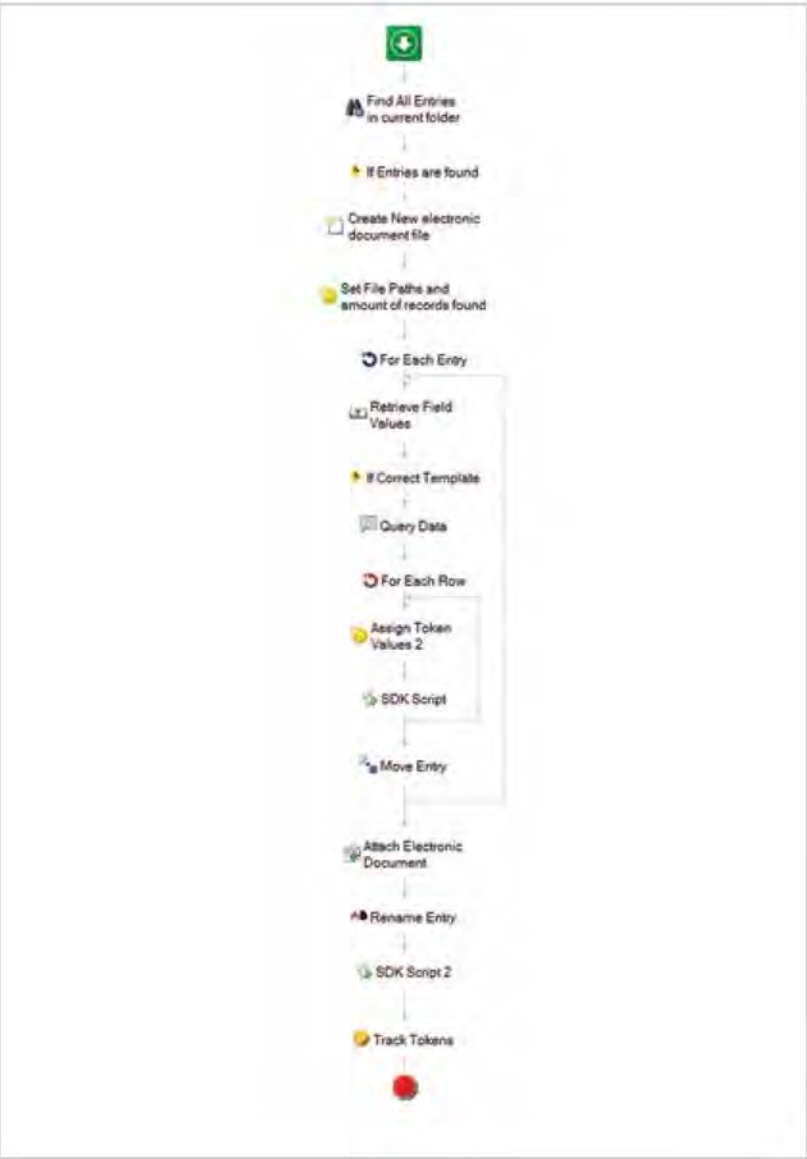 Find All Entries
in current folder
If Entries are found
Create New electronic
document file
Set File Paths and
amount of records found
For Each Entry
Retrieve Field
Values
If Correct Template
Query Data
For Each Row
Assign Token
Values 2
SDK Script
Move Entry
Attach Electronic
Document
Rename Entry
SDK Script 2
Track Tokens